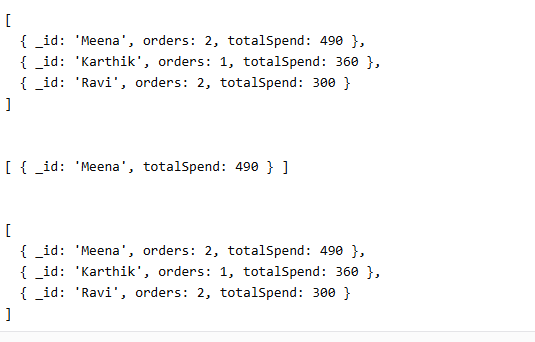 [
  { _id: 'Meena', orders: 2, totalSpend: 490 },
  { _id: 'Karthik', orders: 1, totalSpend: 360 },
  { _id: 'Ravi', orders: 2, totalSpend: 300 }
]
[ { _id: 'Meena', totalSpend: 490 } ]
[
  { _id: 'Meena', orders: 2, totalSpend: 490 },
  { _id: 'Karthik', orders: 1, totalSpend: 360 },
  { _id: 'Ravi', orders: 2, totalSpend: 300 }
]